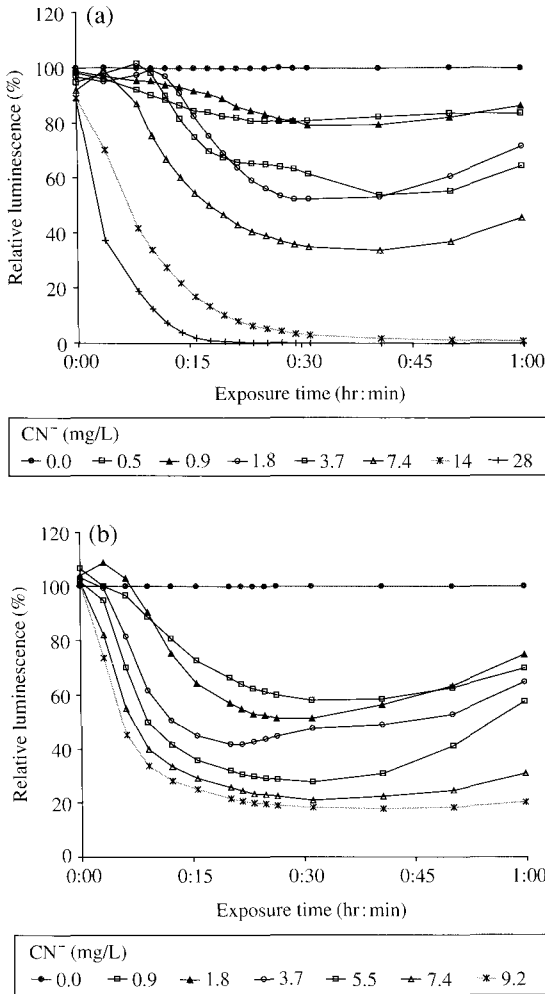 (a)
120
100
80
60
40
20
0
Relative luminescence (%)
0:00 0:15 0:30 0:45 1:00
Exposure time (hr:min)
CN⁻ (mg/L)
0.0 0.5 0.9 1.8 3.7 7.4 14 28
(b)
120
100
80
60
40
20
0
Relative luminescence (%)
0:00 0:15 0:30 0:45 1:00
Exposure time (hr:min)
CN⁻ (mg/L)
0.0 0.9 1.8 3.7 5.5 7.4 9.2